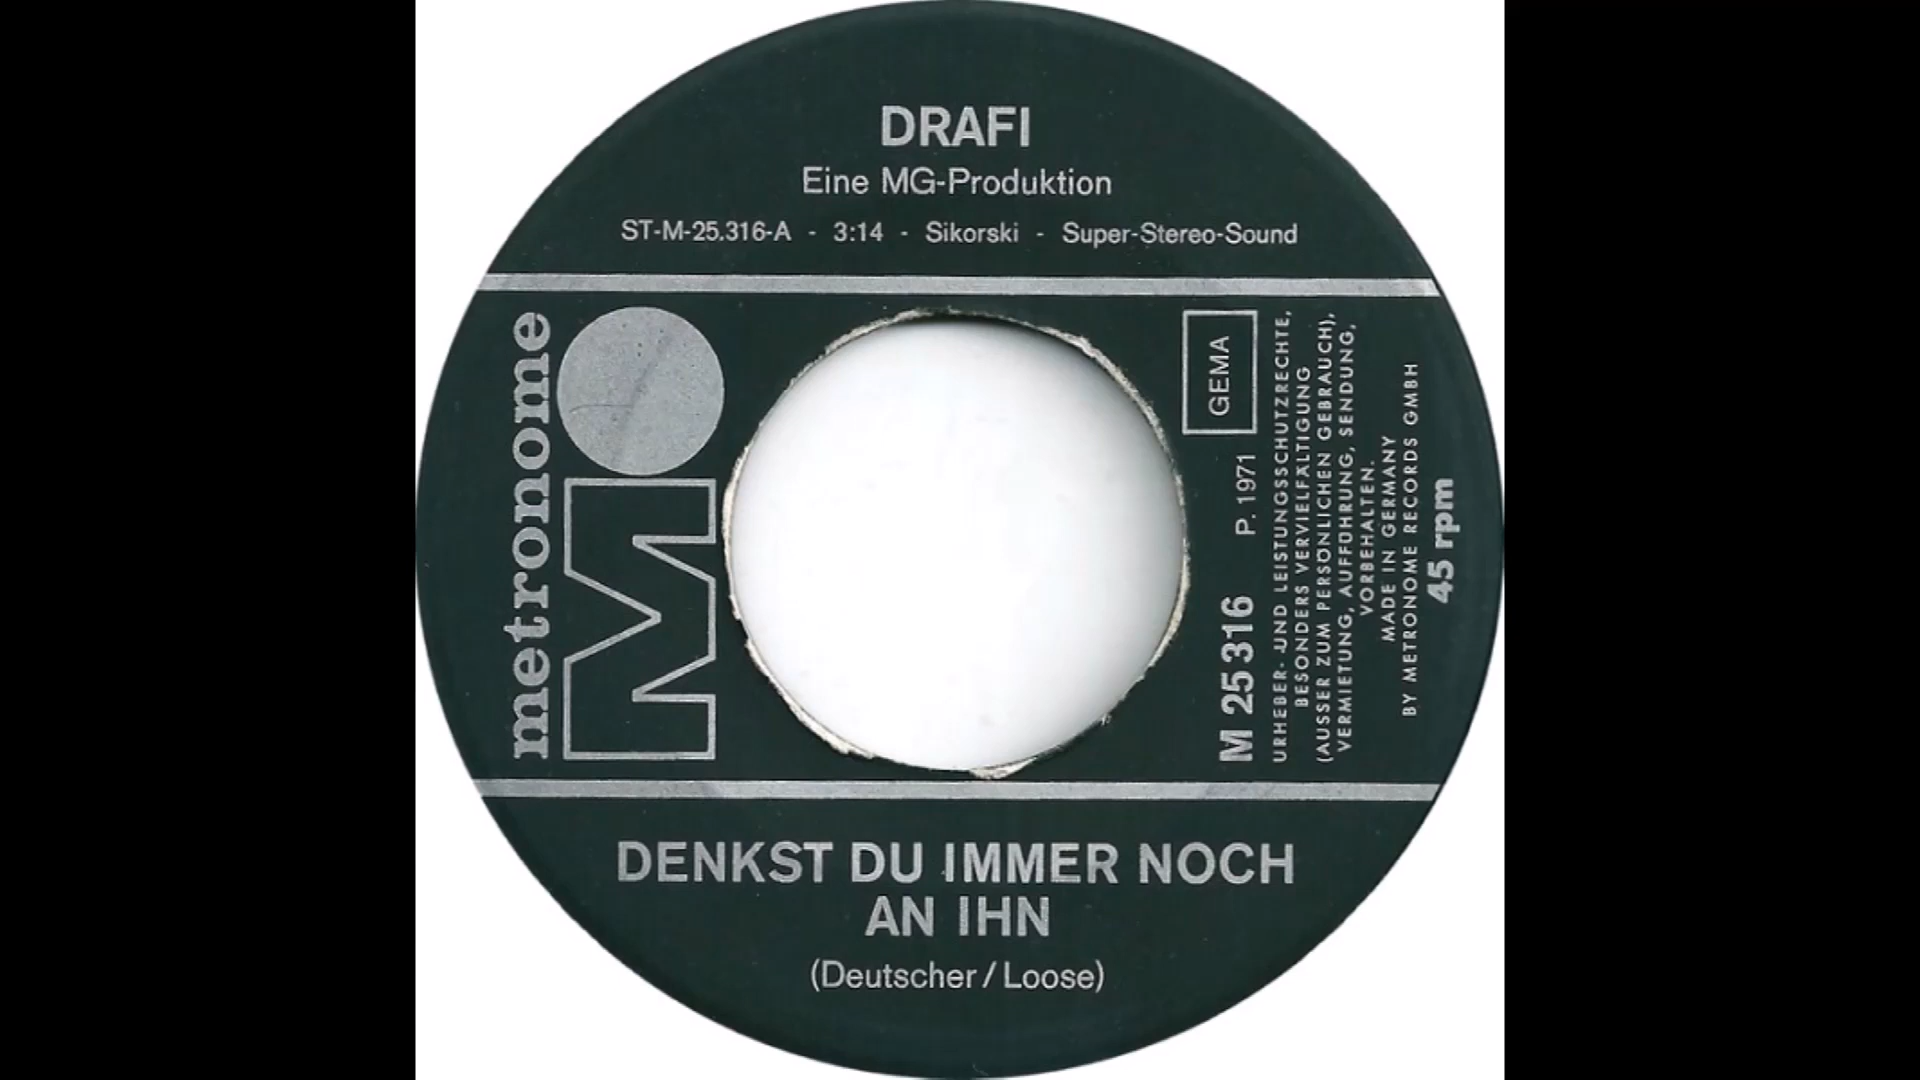 DRAFI
Eine MG-Produktion
ST-M-25.316-A - 3:14 - Sikorski - Super-Stereo-Sound
metronome
M
GEMA
M 25 316 P. 1971
URHEBER- UND LEISTUNGSSCHUTZRECHTE,
BESONDERS VERVIELFÄLTIGUNG
(AUSSER ZUM PERSÖNLICHEN GEBRAUCH),
VERMIETUNG, AUFFÜHRUNG, SENDUNG,
VORBEHALTEN.
MADE IN GERMANY
BY METRONOME RECORDS GMBH
45 rpm
DENKST DU IMMER NOCH
AN IHN
(Deutscher / Loose)